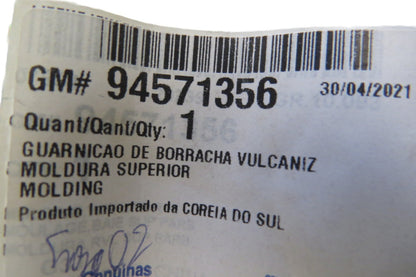 GM# 94571356 30/04/2021
Quant/Qant/Qty: 1
GUARNICAO DE BORRACHA VULCANIZ
MOLDURA SUPERIOR
MOLDING
Produto Importado da COREIA DO SUL